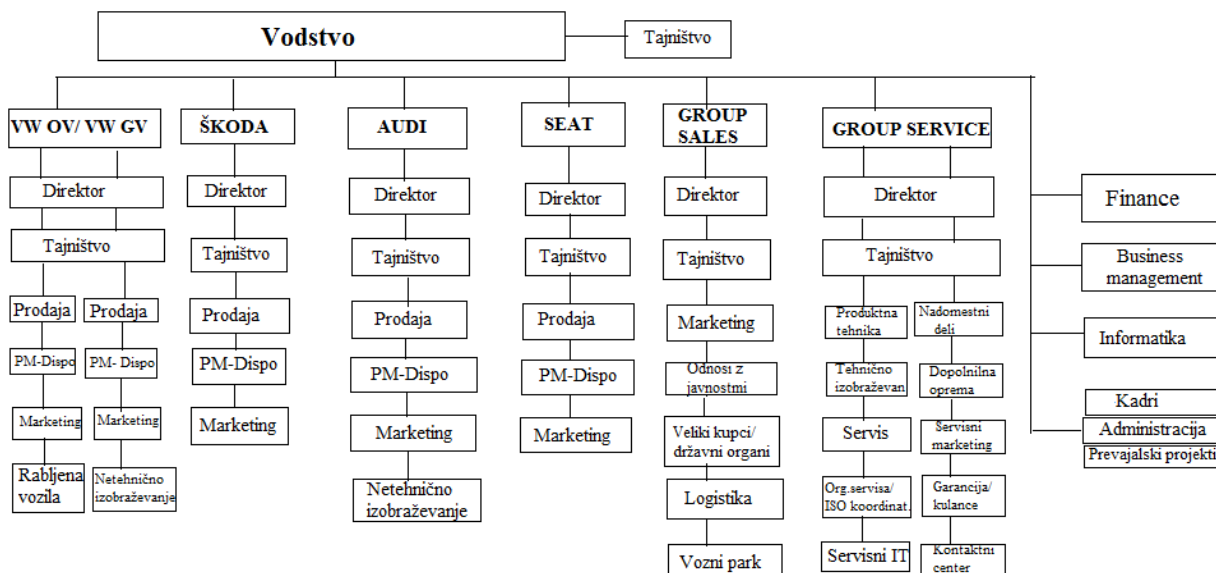 Vodstvo
Tajništvo
VW OV/ VW GV
ŠKODA
AUDI
SEAT
GROUP
SALES
GROUP SERVICE
Direktor
Direktor
Direktor
Direktor
Direktor
Direktor
Finance
Tajništvo
Tajništvo
Tajništvo
Tajništvo
Tajništvo
Tajništvo
Business
management
Prodaja
Prodaja
Prodaja
Prodaja
Prodaja
Marketing
Produktna
tehnika
Nadomestni
deli
Informatika
PM-Dispo
PM- Dispo
PM-Dispo
PM-Dispo
PM-Dispo
Odnosi z
javnostmi
Tehnično
izobraževan
Dopolnilna
oprema
Kadri
Marketing
Marketing
Marketing
Marketing
Marketing
Veliki kupci/
državni organi
Servis
Servisni
marketing
Administracija
Prevajalski projekti
Rabljena
vozila
Netehnično
izobraževanje
Netehnično
izobraževanje
Logistika
Org.servisa/
ISO koordinat.
Garancija/
kulance
Vozni park
Servisni IT
Kontaktni
center